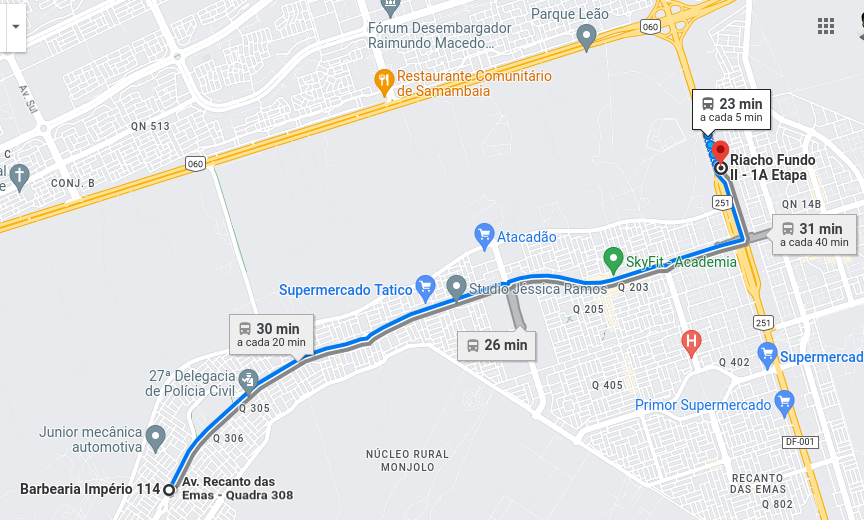 Parque Leão
Fórum Desembargador
Raimundo Macedo...
060
Restaurante Comunitário
de Samambaia
Av. Sul
QN 513
23 min
a cada 5 min
C
060
CONJ. B
Riacho Fundo
II - 1A Etapa
QN 14B
251
31 min
a cada 40 min
Atacadão
SkyFit - Academia
Supermercado Tatico
Studio Jéssica Ramos
Q 203
Q 205
251
30 min
a cada 20 min
26 min
Q 402
Supermercad
27ª Delegacia
de Polícia Civil
Q 305
Q 405
Primor Supermercado
Junior mecânica
automotiva
Q 306
DF-001
NÚCLEO RURAL
MONJOLO
RECANTO
DAS EMAS
Q 802
Barbearia Império 114
Av. Recanto das
Emas - Quadra 308